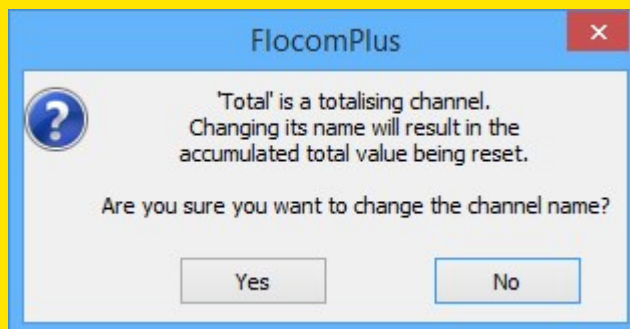 FlocomPlus
'Total' is a totalising channel.
Changing its name will result in the
accumulated total value being reset.
Are you sure you want to change the channel name?
Yes
No